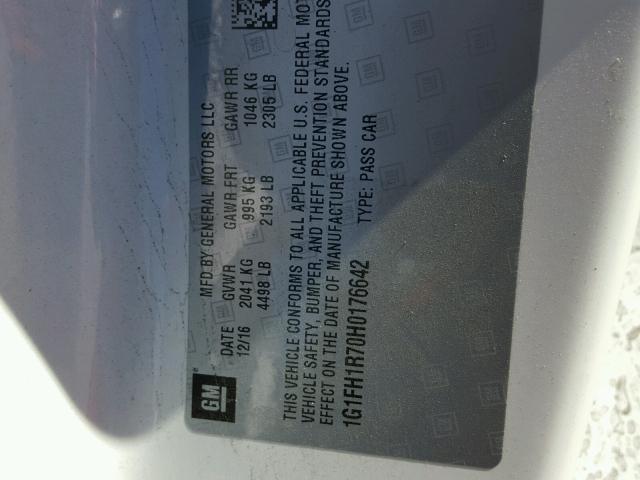 GM
MFD BY GENERAL MOTORS LLC
DATE GVWR GAWR FRT GAWR RR
12/16 2041 KG 995 KG 1046 KG
4498 LB 2193 LB 2305 LB
THIS VEHICLE CONFORMS TO ALL APPLICABLE U.S. FEDERAL MOT
VEHICLE SAFETY, BUMPER, AND THEFT PREVENTION STANDARDS
EFFECT ON THE DATE OF MANUFACTURE SHOWN ABOVE.
1G1FH1R70H0176642 TYPE: PASS CAR